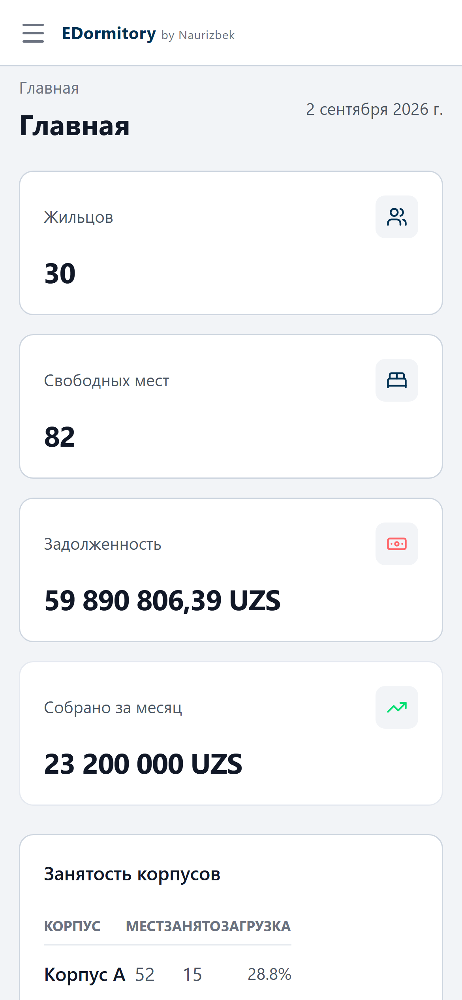 EDormitory by Naurizbek
Главная
2 сентября 2026 г.
Главная
Жильцов
30
Свободных мест
82
Задолженность
59 890 806,39 UZS
Собрано за месяц
23 200 000 UZS
Занятость корпусов
КОРПУС МЕСТ ЗАНЯТО ЗАГРУЗКА
Корпус A 52 15 28.8%